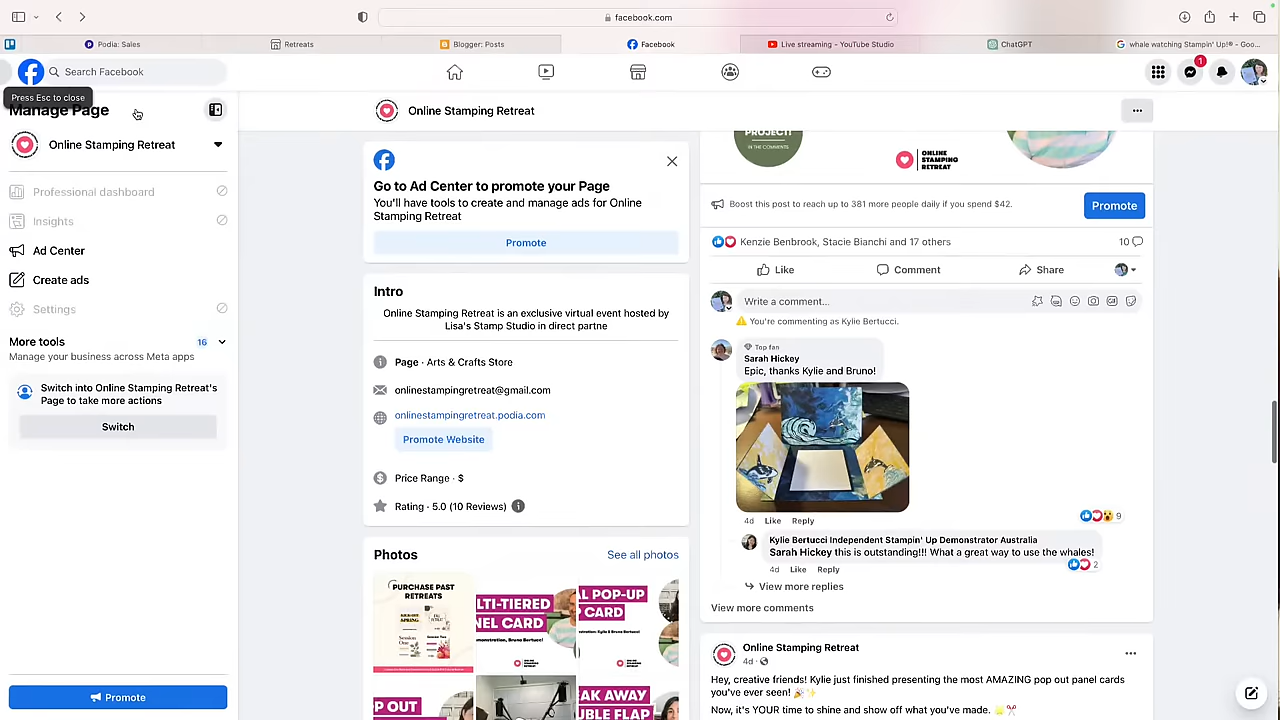 facebook.com
Podia: Sales
Retreats
Blogger: Posts
Facebook
Live streaming - YouTube Studio
ChatGPT
whale watching Stampin' Up!® - Goo...
Search Facebook
1
Press Esc to close
Manage Page
Online Stamping Retreat
Professional dashboard
Insights
Ad Center
Create ads
Settings
More tools
16
Manage your business across Meta apps
Switch into Online Stamping Retreat's
Page to take more actions
Switch
Promote
Online Stamping Retreat
Go to Ad Center to promote your Page
You'll have tools to create and manage ads for Online
Stamping Retreat
Promote
Intro
Online Stamping Retreat is an exclusive virtual event hosted by
Lisa's Stamp Studio in direct partne
Page · Arts & Crafts Store
onlinestampingretreat@gmail.com
onlinestampingretreat.podia.com
Promote Website
Price Range · $
Rating · 5.0 (10 Reviews)
Photos
See all photos
PURCHASE PAST
RETREATS
LTI-TIERED
NEL CARD
L POP-UP
CARD
POP OUT
EAK AWAY
UBLE FLAP
PROJECT!
IN THE COMMENTS
ONLINE
STAMPING
RETREAT
Boost this post to reach up to 381 more people daily if you spend $42.
Promote
Kenzie Benbrook, Stacie Bianchi and 17 others
10
Like
Comment
Share
Write a comment...
You're commenting as Kylie Bertucci.
Top fan
Sarah Hickey
Epic, thanks Kylie and Bruno!
4d Like Reply
9
Kylie Bertucci Independent Stampin' Up Demonstrator Australia
Sarah Hickey this is outstanding!!! What a great way to use the whales!
2
4d Like Reply
View more replies
View more comments
Online Stamping Retreat
4d ·
Hey, creative friends! Kylie just finished presenting the most AMAZING pop out panel cards
you've ever seen!
Now, it's YOUR time to shine and show off what you've made.